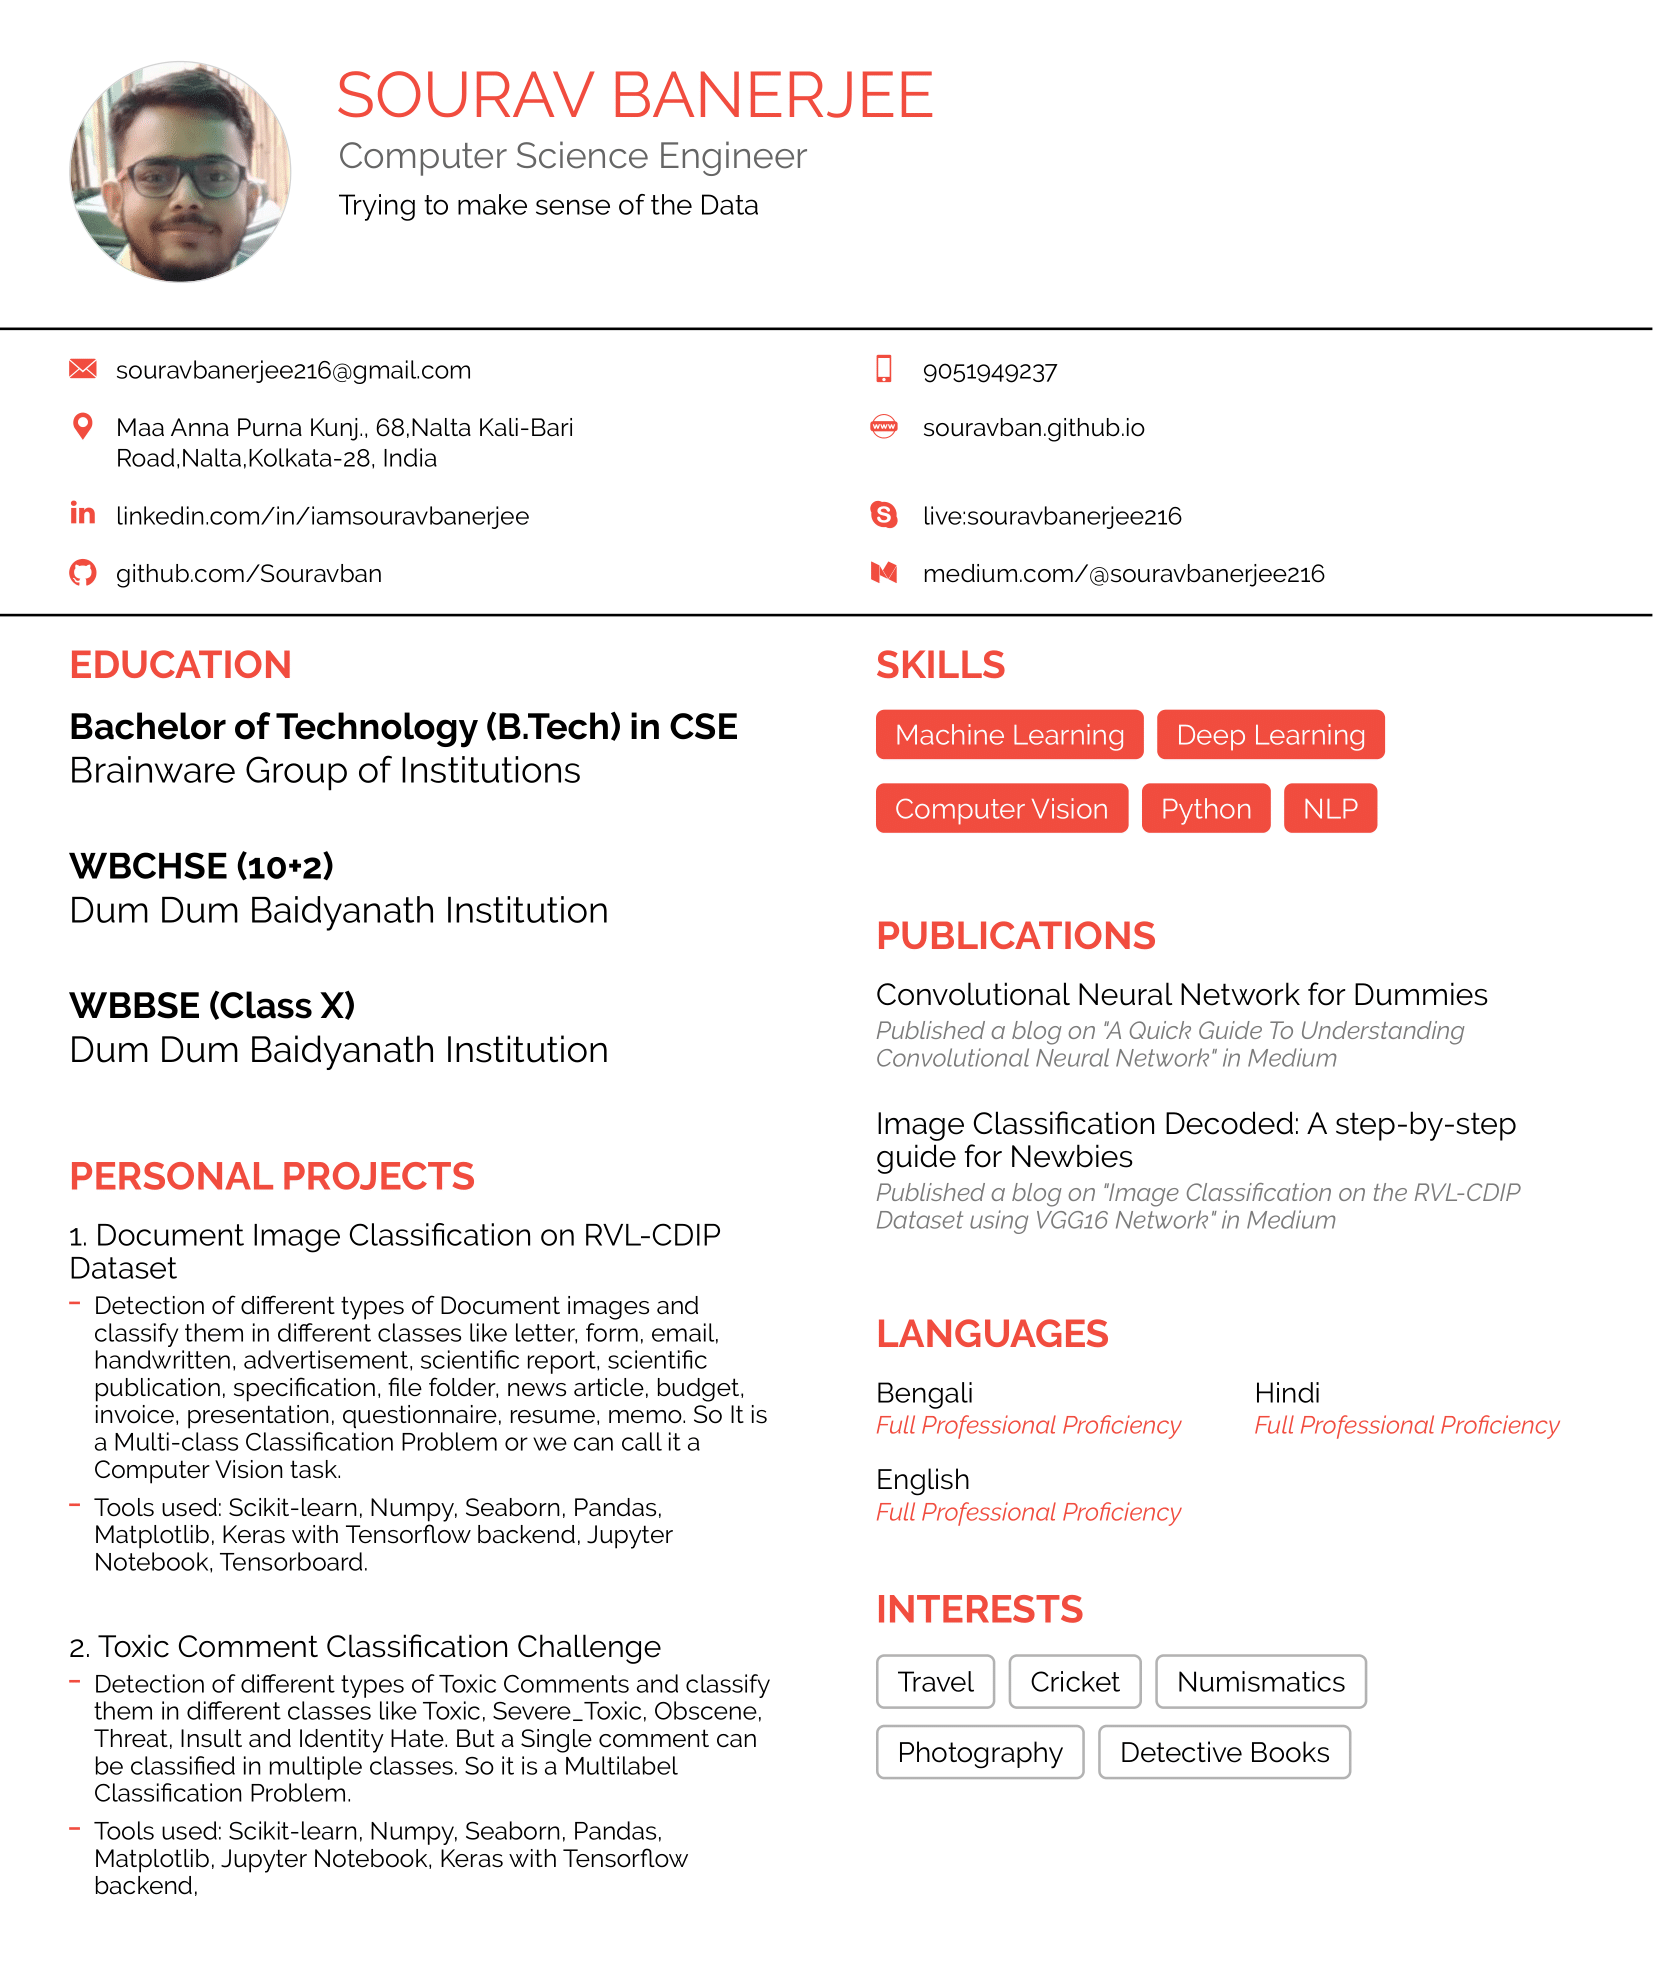 SOURAV BANERJEE
Computer Science Engineer
Trying to make sense of the Data
souravbanerjee216@gmail.com
9051949237
Maa Anna Purna Kunj., 68,Nalta Kali-Bari
Road,Nalta,Kolkata-28, India
www
souravban.github.io
in
linkedin.com/in/iamsouravbanerjee
S
live:souravbanerjee216
github.com/Souravban
medium.com/@souravbanerjee216
EDUCATION
Bachelor of Technology (B.Tech) in CSE
Brainware Group of Institutions
WBCHSE (10+2)
Dum Dum Baidyanath Institution
WBBSE (Class X)
Dum Dum Baidyanath Institution
PERSONAL PROJECTS
1. Document Image Classification on RVL-CDIP
Dataset
– Detection of different types of Document images and
classify them in different classes like letter, form, email,
handwritten, advertisement, scientific report, scientific
publication, specification, file folder, news article, budget,
invoice, presentation, questionnaire, resume, memo. So It is
a Multi-class Classification Problem or we can call it a
Computer Vision task.
– Tools used: Scikit-learn, Numpy, Seaborn, Pandas,
Matplotlib, Keras with Tensorflow backend, Jupyter
Notebook, Tensorboard.
2. Toxic Comment Classification Challenge
– Detection of different types of Toxic Comments and classify
them in different classes like Toxic, Severe_Toxic, Obscene,
Threat, Insult and Identity Hate. But a Single comment can
be classified in multiple classes. So it is a Multilabel
Classification Problem.
– Tools used: Scikit-learn, Numpy, Seaborn, Pandas,
Matplotlib, Jupyter Notebook, Keras with Tensorflow
backend,
SKILLS
Machine Learning
Deep Learning
Computer Vision
Python
NLP
PUBLICATIONS
Convolutional Neural Network for Dummies
Published a blog on "A Quick Guide To Understanding
Convolutional Neural Network" in Medium
Image Classification Decoded: A step-by-step
guide for Newbies
Published a blog on "Image Classification on the RVL-CDIP
Dataset using VGG16 Network" in Medium
LANGUAGES
Bengali
Full Professional Proficiency
Hindi
Full Professional Proficiency
English
Full Professional Proficiency
INTERESTS
Travel
Cricket
Numismatics
Photography
Detective Books